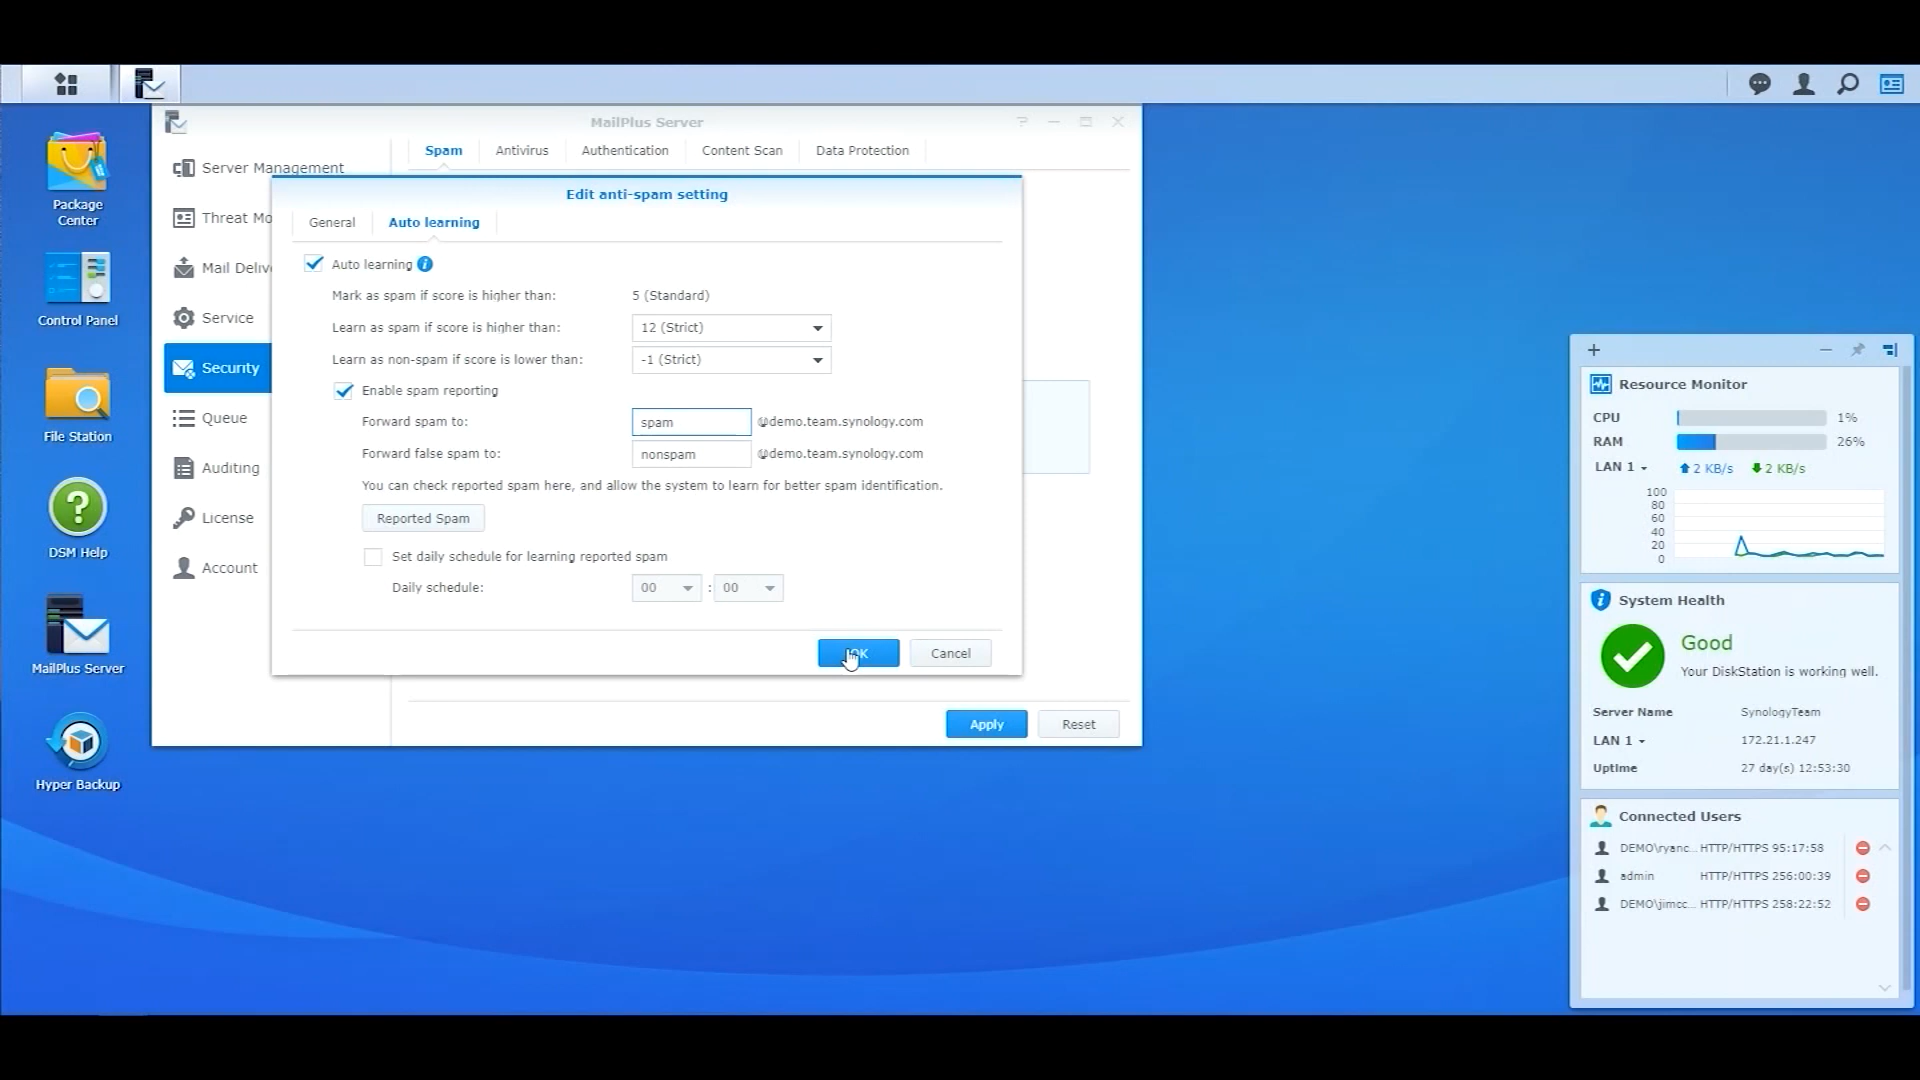 MailPlus Server
Package
Center
Control Panel
File Station
DSM Help
MailPlus Server
Hyper Backup
Server Management
Threat Mo
Mail Delive
Service
Security
Queue
Auditing
License
Account
Spam
Antivirus
Authentication
Content Scan
Data Protection
Edit anti-spam setting
General
Auto learning
Auto learning
Mark as spam if score is higher than: 5 (Standard)
Learn as spam if score is higher than: 12 (Strict)
Learn as non-spam if score is lower than: -1 (Strict)
Enable spam reporting
Forward spam to: spam @demo.team.synology.com
Forward false spam to: nonspam @demo.team.synology.com
You can check reported spam here, and allow the system to learn for better spam identification.
Reported Spam
Set daily schedule for learning reported spam
Daily schedule: 00 : 00
OK
Cancel
Apply
Reset
Resource Monitor
CPU 1%
RAM 26%
LAN 1 2 KB/s 2 KB/s
100
80
60
40
20
0
System Health
Good
Your DiskStation is working well.
Server Name SynologyTeam
LAN 1 172.21.1.247
Uptime 27 day(s) 12:53:30
Connected Users
DEMO\ryanc... HTTP/HTTPS 95:17:58
admin HTTP/HTTPS 256:00:39
DEMO\jimcc... HTTP/HTTPS 258:22:52